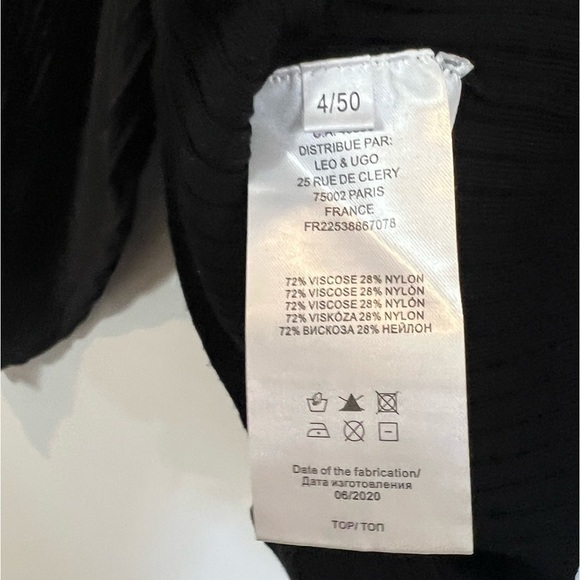 4/50
DISTRIBUE PAR:
LEO & UGO
25 RUE DE CLERY
75002 PARIS
FRANCE
FR22538867078
72% VISCOSE 28% NYLON
72% VISCOSE 28% NYLÓN
72% VISCOSE 28% NYLON
72% VISKÓZA 28% NYLON
72% ВИСКОЗА 28% НЕЙЛОН
Date of the fabrication/
Дата изготовления
06/2020
TOP/ ТОП